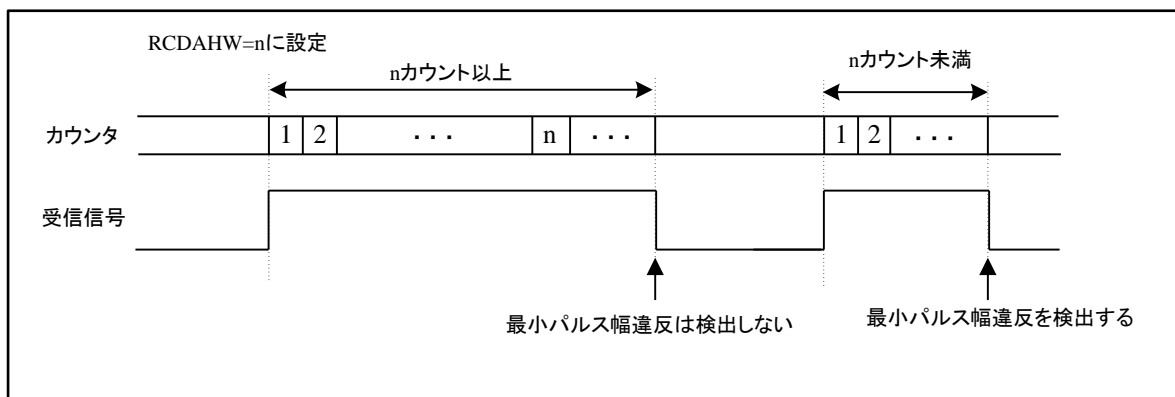 RCDAHW=nに設定
nカウント以上
nカウント未満
カウンタ
1 2 ・・・ n ・・・ 1 2 ・・・
受信信号
最小パルス幅違反は検出しない
最小パルス幅違反を検出する